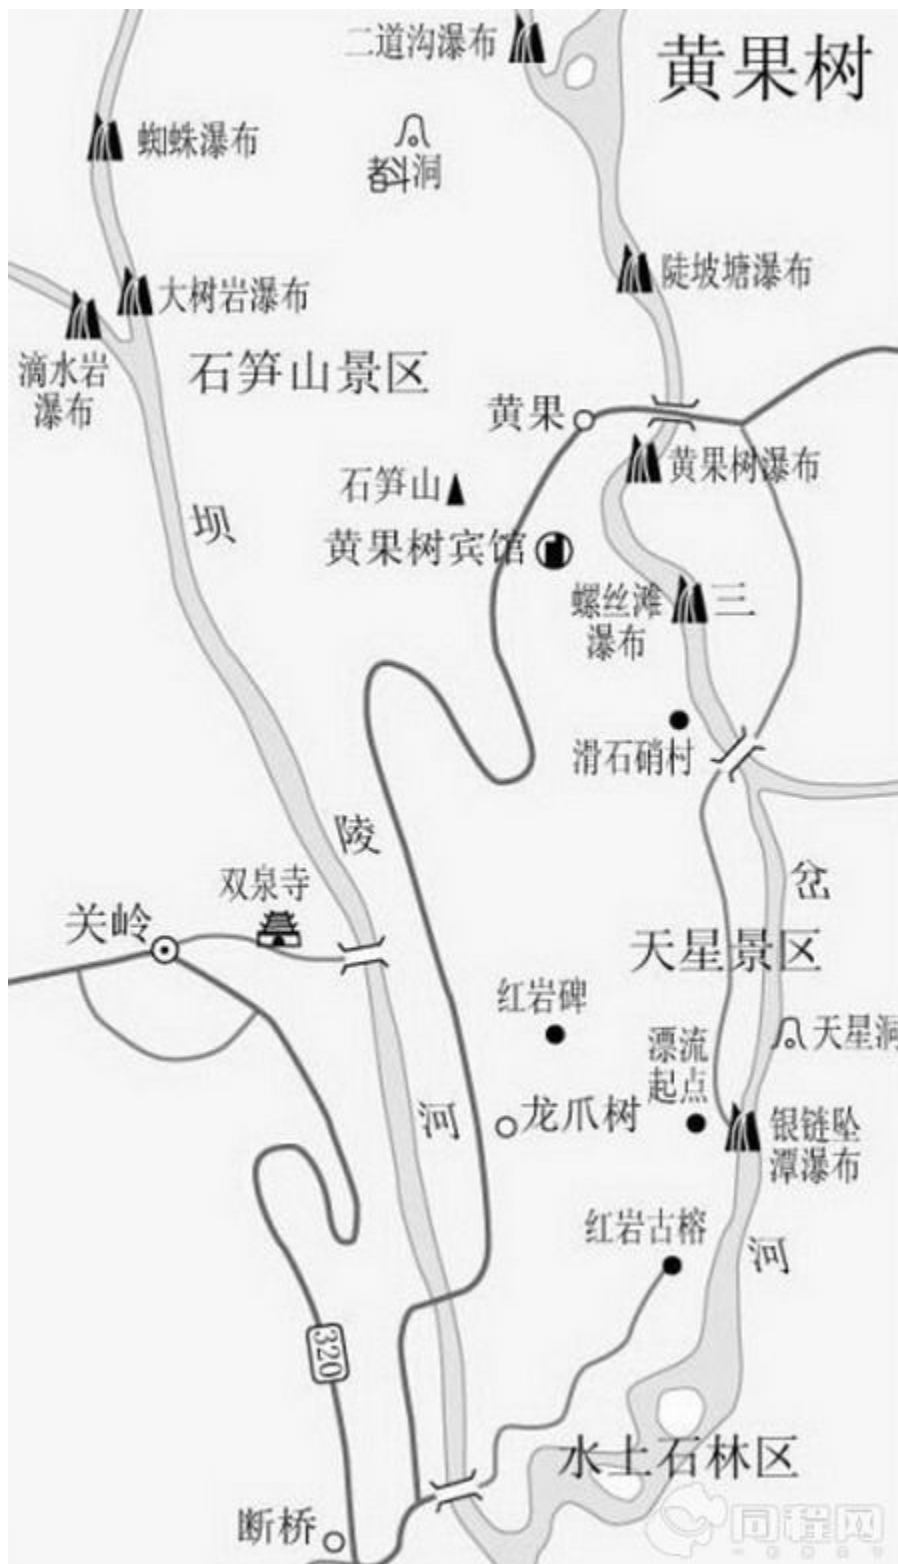 二道沟瀑布
黄果树
蜘蛛瀑布
者斗洞
陡坡塘瀑布
大树岩瀑布
滴水岩
瀑布
石笋山景区
黄果
黄果树瀑布
石笋山
坝
黄果树宾馆
螺丝滩
瀑布
三
滑石硝村
陵
双泉寺
岔
关岭
天星景区
红岩碑
漂流
起点
天星洞
河
龙爪树
银链坠
潭瀑布
红岩古榕
河
320
水上石林区
断桥
同程网